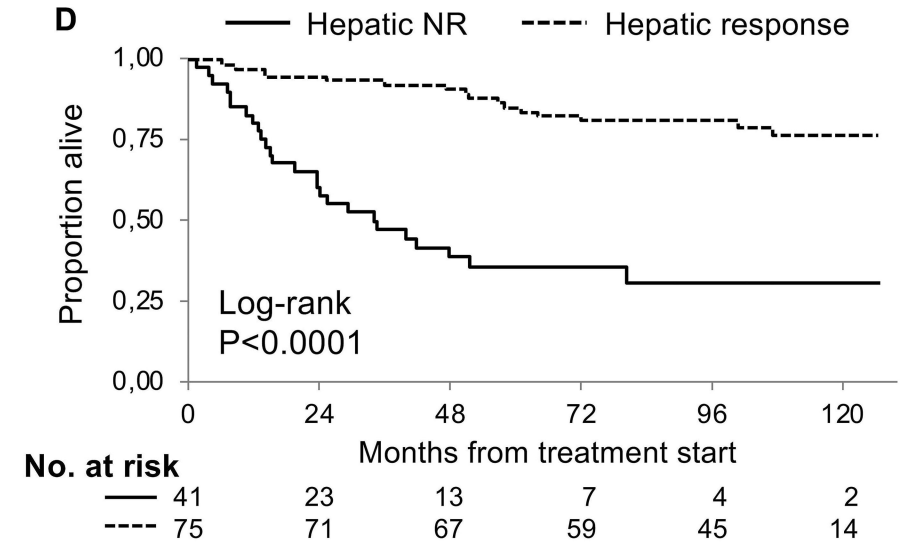 D
Hepatic NR Hepatic response
1,00
0,75
0,50
0,25
0,00
Proportion alive
Log-rank
P<0.0001
0 24 48 72 96 120
Months from treatment start
No. at risk
41 23 13 7 4 2
75 71 67 59 45 14